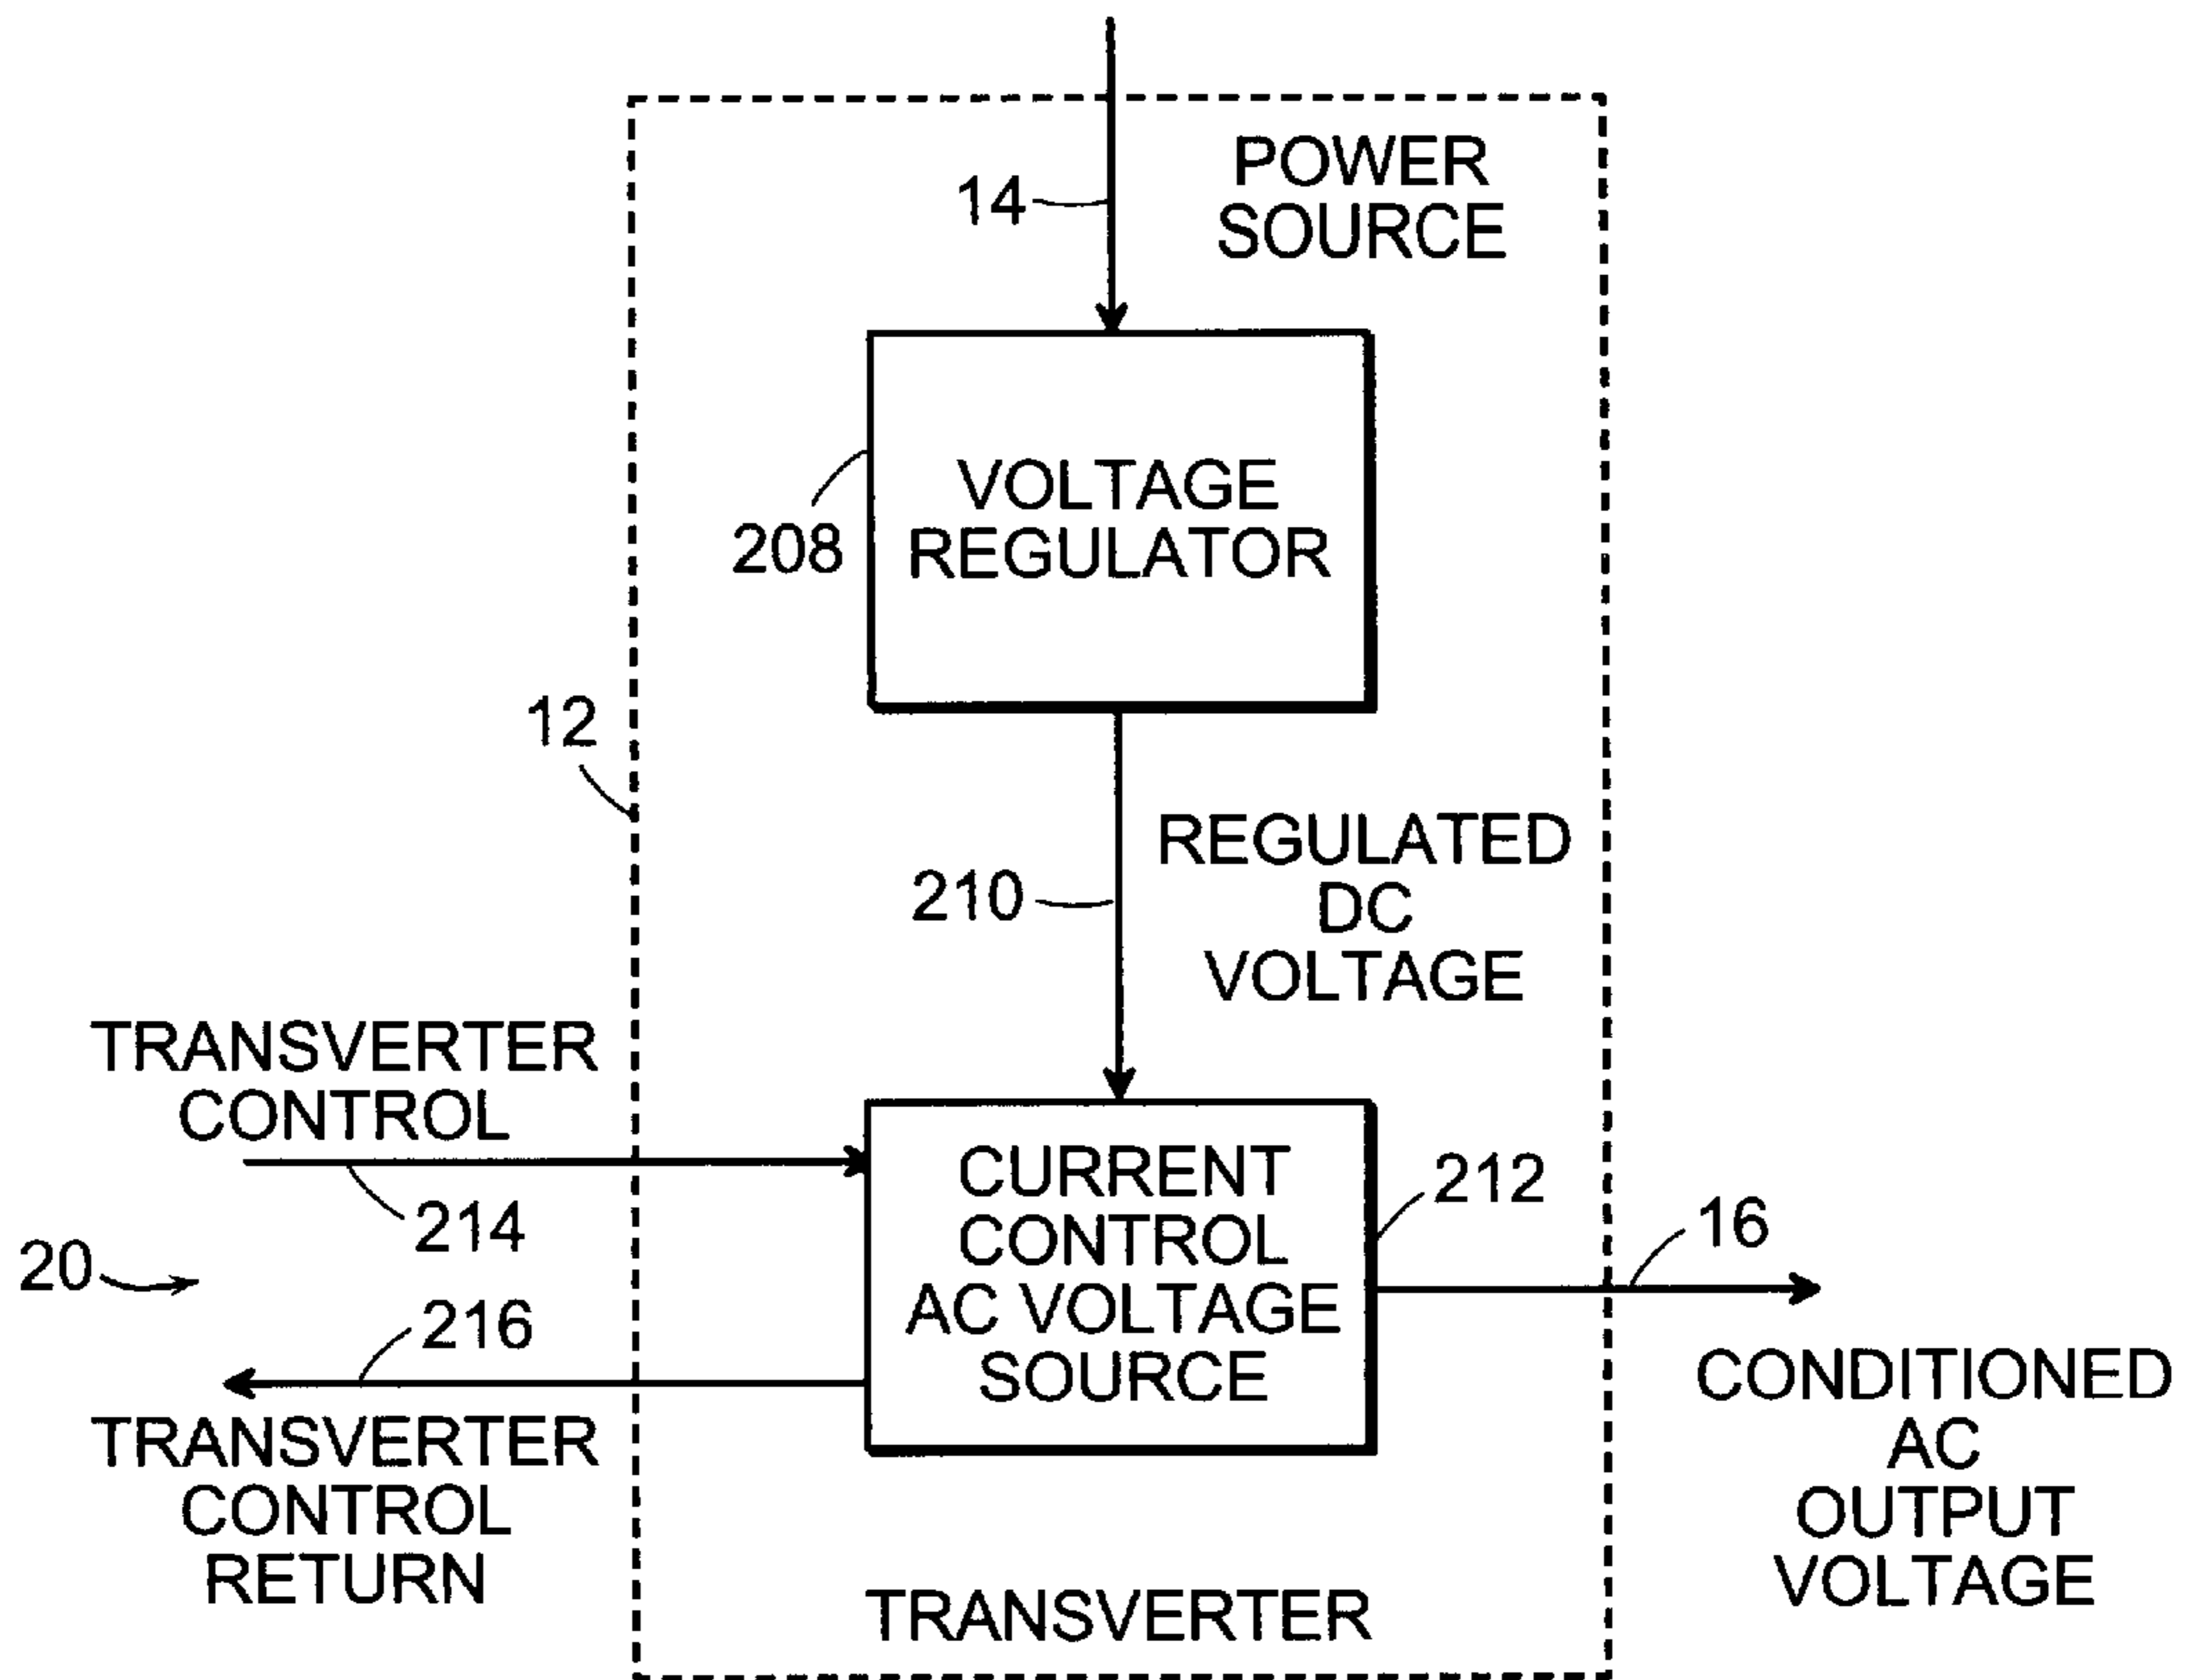 14
POWER
SOURCE
208
VOLTAGE
REGULATOR
12
210
REGULATED
DC
VOLTAGE
TRANSVERTER
CONTROL
214
20
216
TRANSVERTER
CONTROL
RETURN
CURRENT
CONTROL
AC VOLTAGE
SOURCE
212
16
CONDITIONED
AC
OUTPUT
VOLTAGE
TRANSVERTER